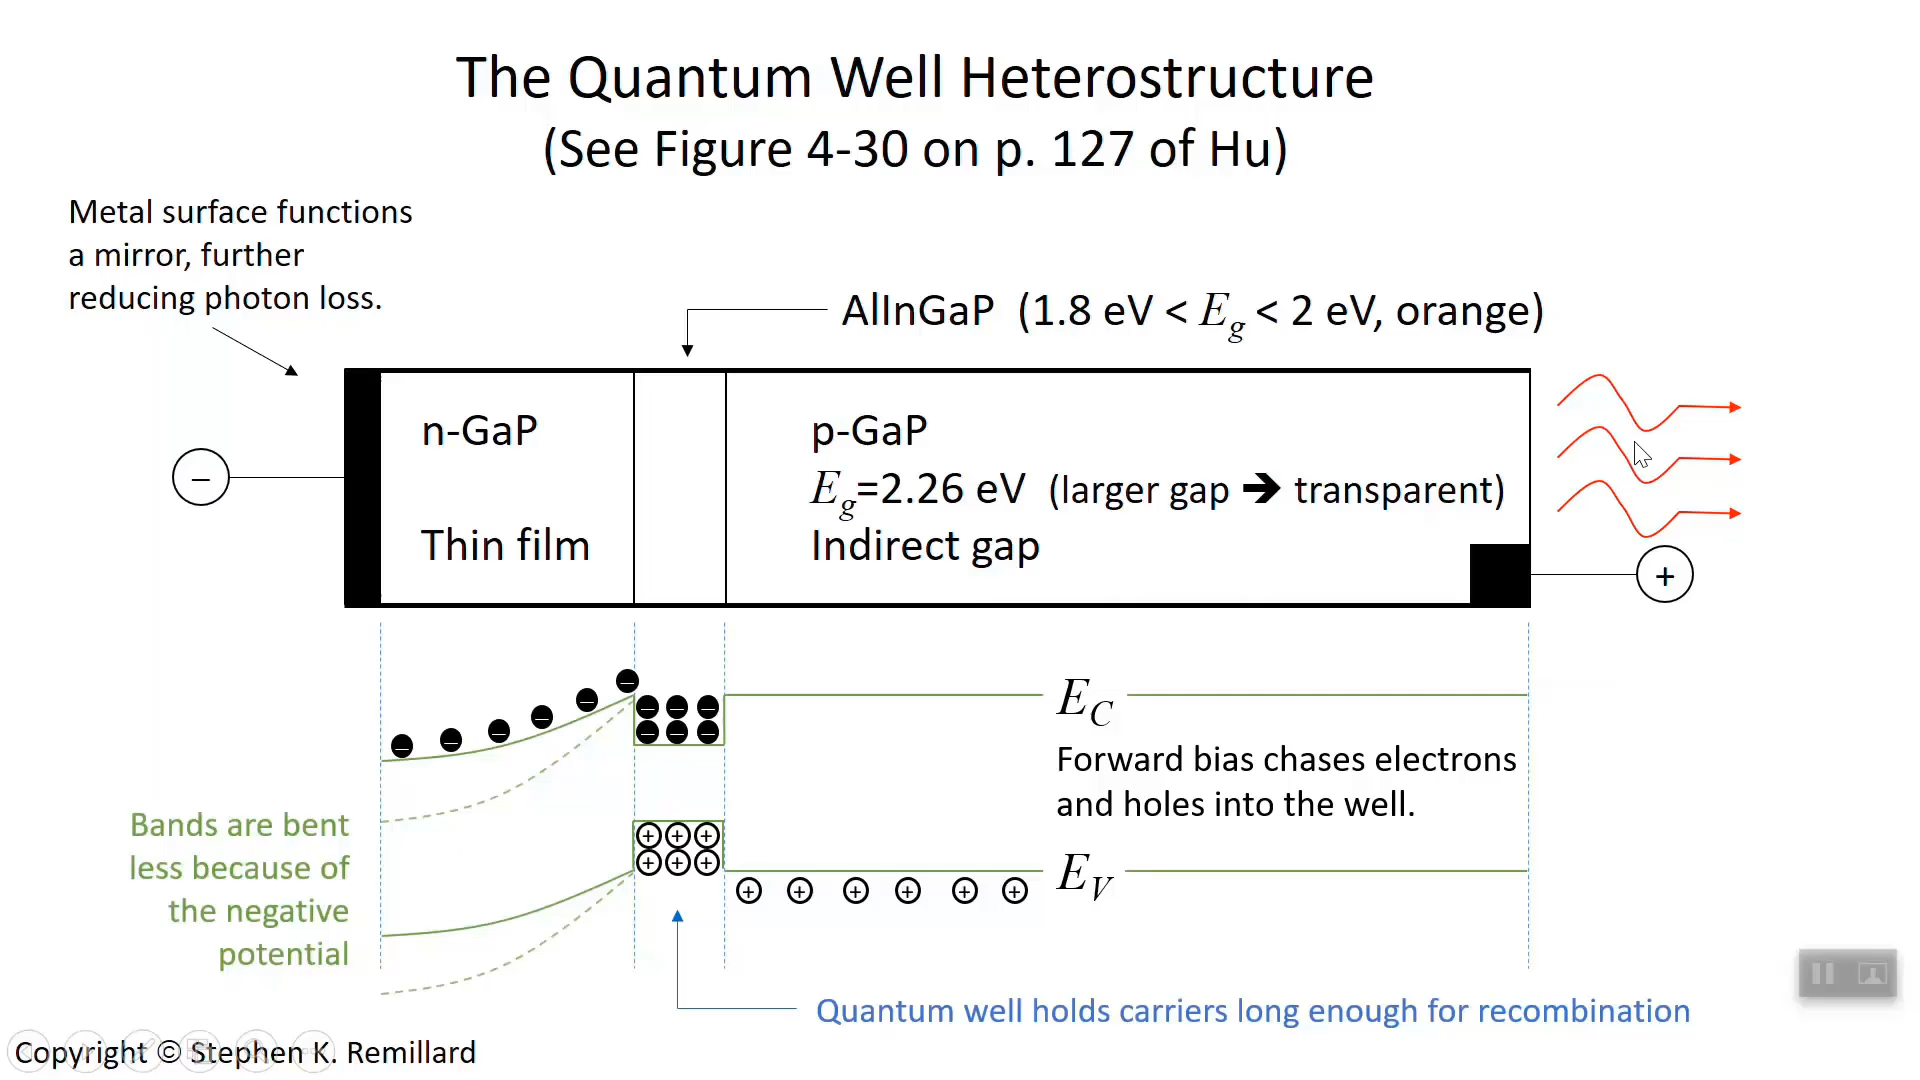 The Quantum Well Heterostructure
(See Figure 4-30 on p. 127 of Hu)
Metal surface functions
a mirror, further
reducing photon loss.
AlInGaP (1.8 eV < Eg < 2 eV, orange)
n-GaP
Thin film
p-GaP
Eg=2.26 eV (larger gap ➔ transparent)
Indirect gap
−
+
EC
Forward bias chases electrons
and holes into the well.
EV
Bands are bent
less because of
the negative
potential
Quantum well holds carriers long enough for recombination
Copyright © Stephen K. Remillard